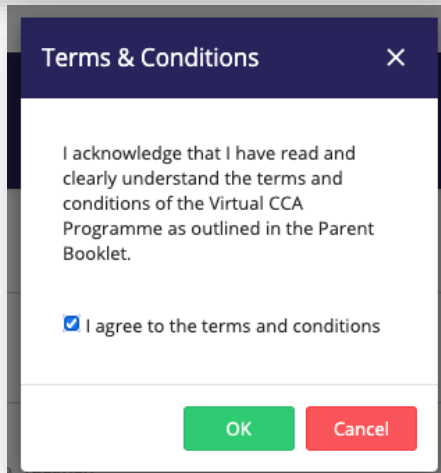 Terms & Conditions
I acknowledge that I have read and
clearly understand the terms and
conditions of the Virtual CCA
Programme as outlined in the Parent
Booklet.
I agree to the terms and conditions
OK
Cancel